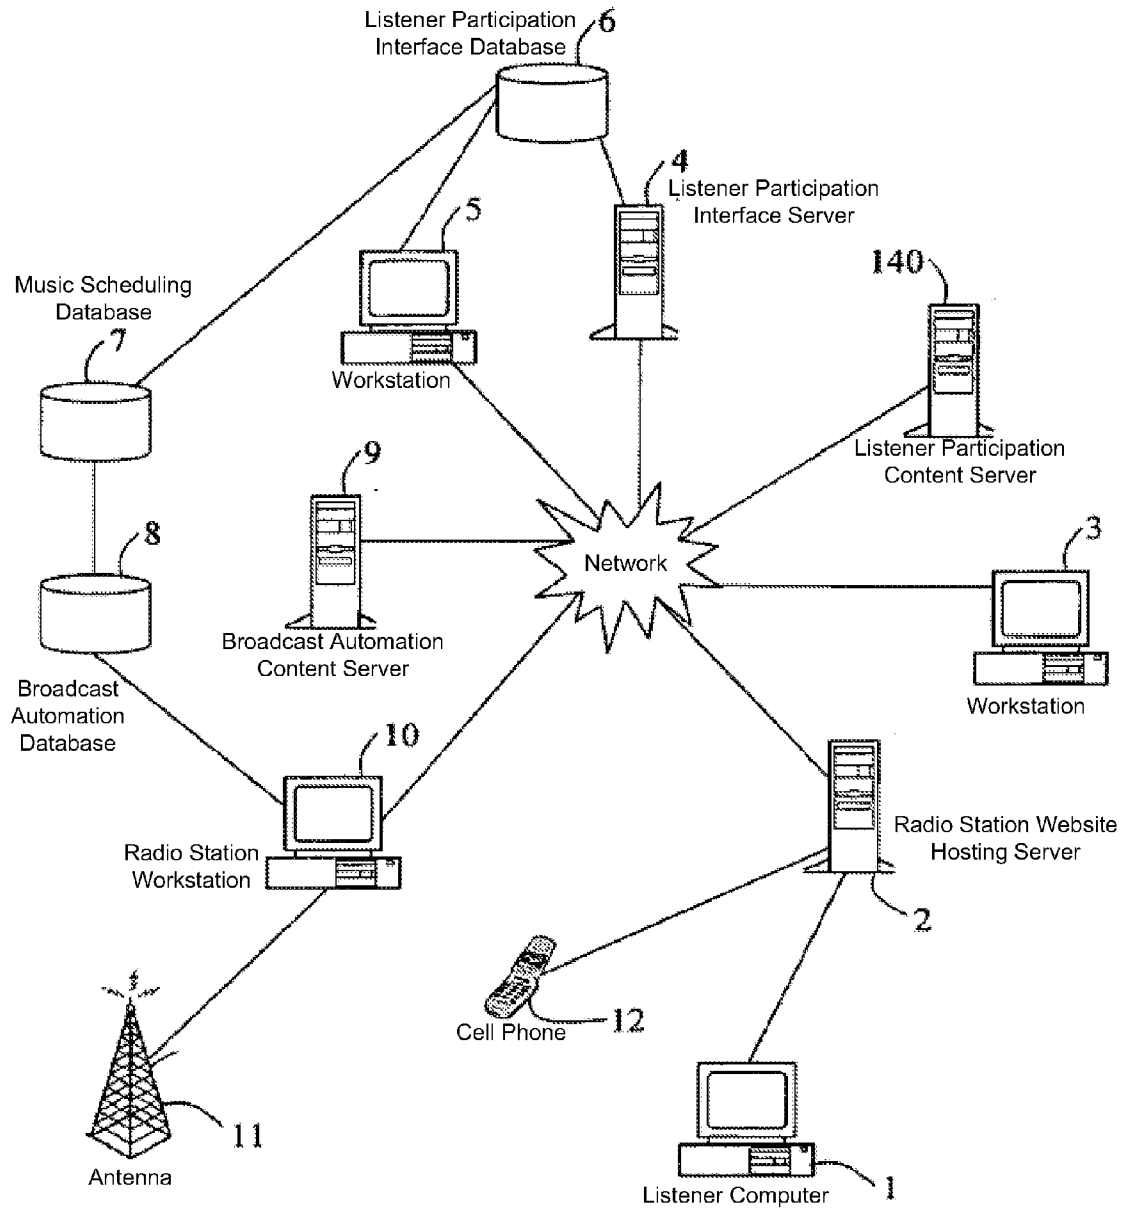 Listener Participation
Interface Database
6
4
Listener Participation
Interface Server
5
140
Music Scheduling
Database
7
Workstation
Listener Participation
Content Server
9
8
3
Network
Broadcast Automation
Content Server
Broadcast
Automation
Database
Workstation
10
Radio Station
Workstation
Radio Station Website
Hosting Server
2
12
Cell Phone
11
Antenna
1
Listener Computer